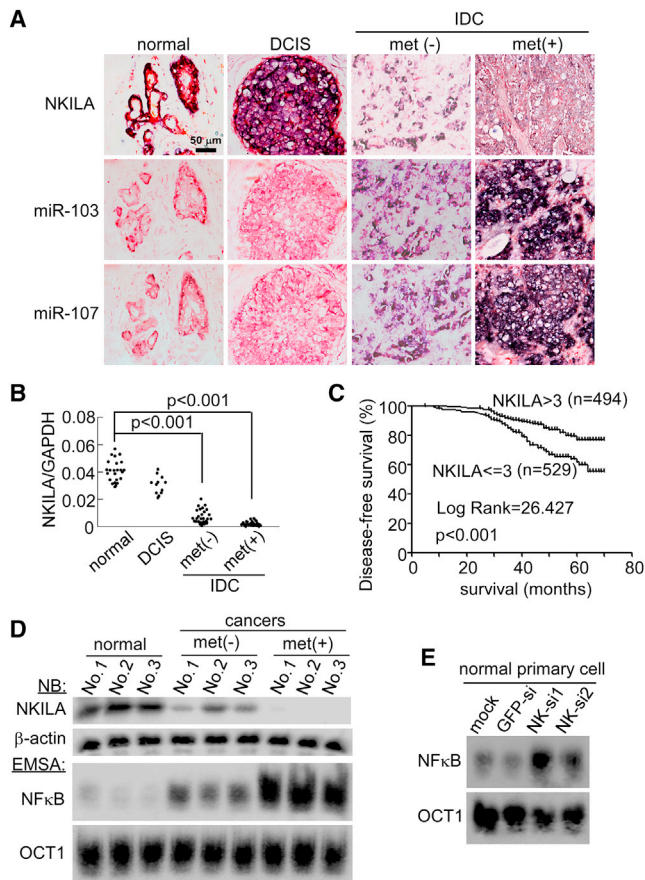 A
IDC
normal
DCIS
met (-)
met(+)
NKILA
50 µm
miR-103
miR-107
B
NKILA/GAPDH
0.08
0.06
0.04
0.02
0
p<0.001
p<0.001
normal
DCIS
met(-)
met(+)
IDC
C
Disease-free survival (%)
100
80
60
40
20
0
NKILA>3 (n=494)
NKILA<=3 (n=529)
Log Rank=26.427
p<0.001
0 20 40 60 80
survival (months)
D
cancers
normal
met(-)
met(+)
No.1 No.2 No.3 No.1 No.2 No.3 No.1 No.2 No.3
NB:
NKILA
β-actin
EMSA:
NFκB
OCT1
E
normal primary cell
mock GFP-si NK-si1 NK-si2
NFκB
OCT1